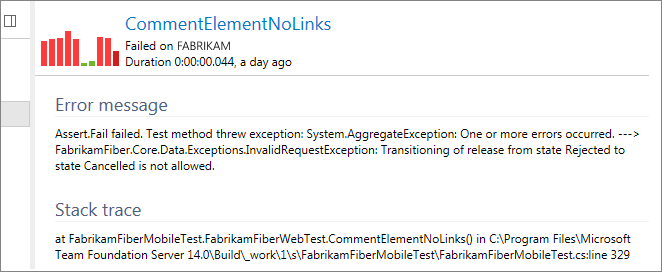 CommentElementNoLinks
Failed on FABRIKAM
Duration 0:00:00.044, a day ago
Error message
Assert.Fail failed. Test method threw exception: System.AggregateException: One or more errors occurred. --->
FabrikamFiber.Core.Data.Exceptions.InvalidRequestException: Transitioning of release from state Rejected to
state Cancelled is not allowed.
Stack trace
at FabrikamFiberMobileTest.FabrikamFiberWebTest.CommentElementNoLinks() in C:\Program Files\Microsoft
Team Foundation Server 14.0\Build\_work\1\s\FabrikamFiberMobileTest\FabrikamFiberMobileTest.cs:line 329